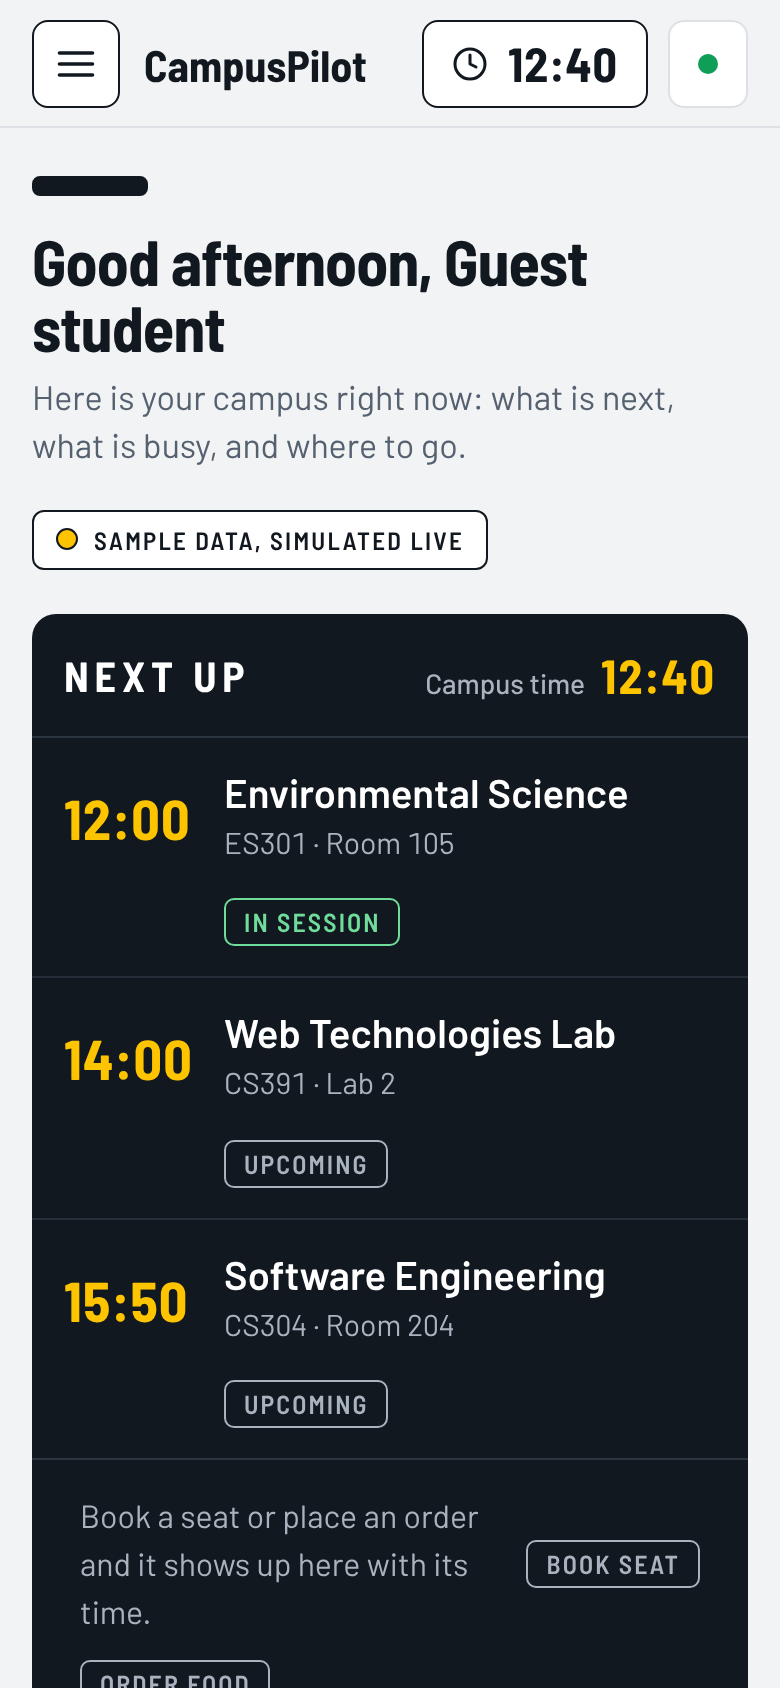 CampusPilot
12:40
Good afternoon, Guest
student
Here is your campus right now: what is next,
what is busy, and where to go.
SAMPLE DATA, SIMULATED LIVE
NEXT UP
Campus time 12:40
12:00
Environmental Science
ES301 · Room 105
IN SESSION
14:00
Web Technologies Lab
CS391 · Lab 2
UPCOMING
15:50
Software Engineering
CS304 · Room 204
UPCOMING
Book a seat or place an order
and it shows up here with its
time.
BOOK SEAT
ORDER FOOD